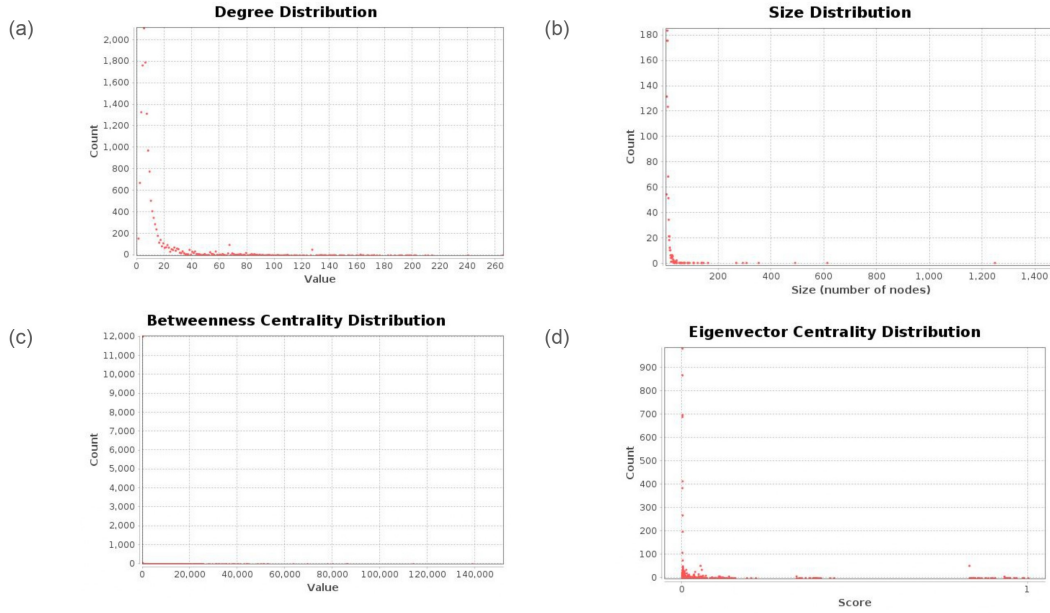 (a)
Degree Distribution
2,000
1,800
1,600
1,400
1,200
1,000
800
600
400
200
0
Count
0 20 40 60 80 100 120 140 160 180 200 220 240 260
Value
(b)
Size Distribution
180
160
140
120
100
80
60
40
20
0
Count
200 400 600 800 1,000 1,200 1,400
Size (number of nodes)
(c)
Betweenness Centrality Distribution
12,000
11,000
10,000
9,000
8,000
7,000
6,000
5,000
4,000
3,000
2,000
1,000
0
Count
0 20,000 40,000 60,000 80,000 100,000 120,000 140,000
Value
(d)
Eigenvector Centrality Distribution
900
800
700
600
500
400
300
200
100
0
Count
0 1
Score